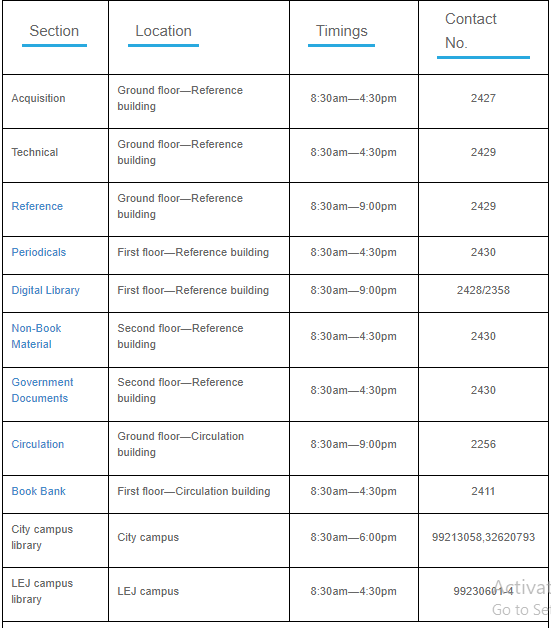 Section Location Timings Contact
No.
Acquisition Ground floor—Reference
building 8:30am—4:30pm 2427
Technical Ground floor—Reference
building 8:30am—4:30pm 2429
Reference Ground floor—Reference
building 8:30am—9:00pm 2429
Periodicals First floor—Reference building 8:30am—4:30pm 2430
Digital Library First floor—Reference building 8:30am—9:00pm 2428/2358
Non-Book
Material Second floor—Reference
building 8:30am—4:30pm 2430
Government
Documents Second floor—Reference
building 8:30am—4:30pm 2430
Circulation Ground floor—Circulation
building 8:30am—9:00pm 2256
Book Bank First floor—Circulation building 8:30am—4:30pm 2411
City campus
library City campus 8:30am—6:00pm 99213058,32620793
LEJ campus
library LEJ campus 8:30am—4:30pm 99230601-4
Activat
Go to Se